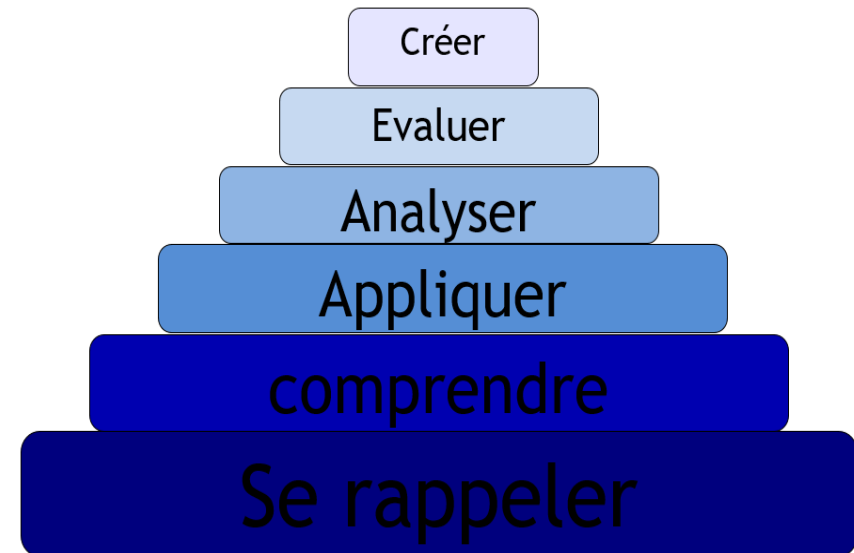 Créer
Evaluer
Analyser
Appliquer
comprendre
Se rappeler